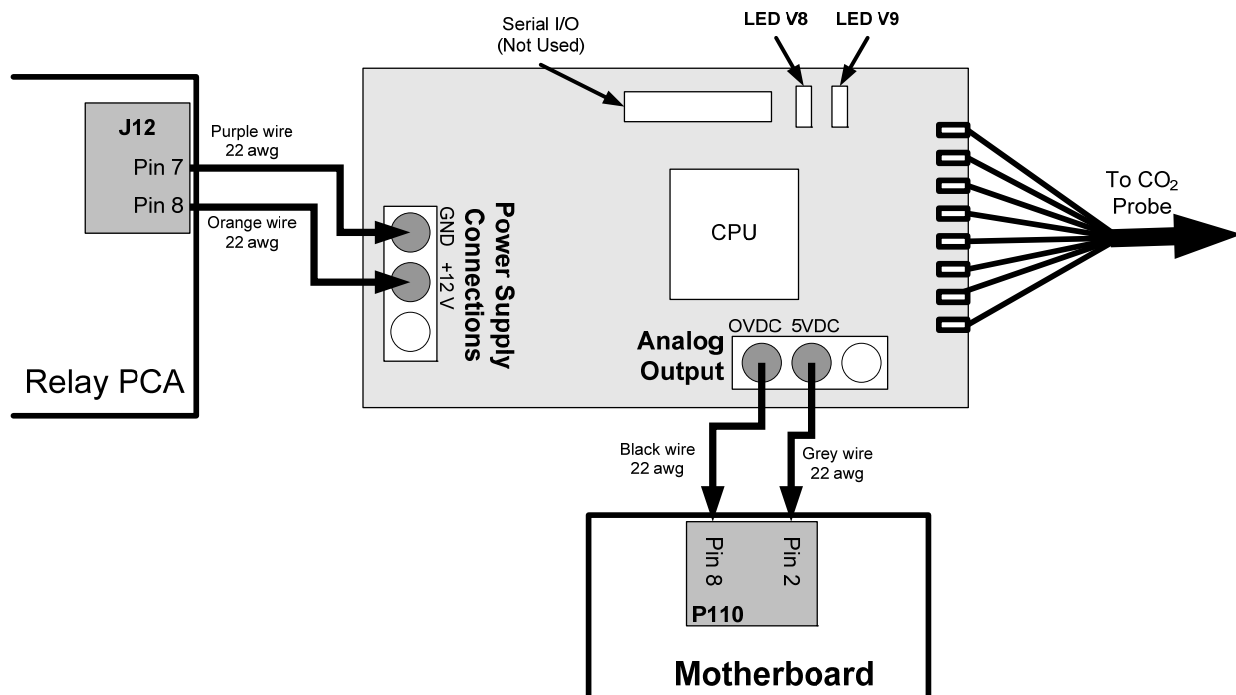 Serial I/O
(Not Used)
LED V8
LED V9
J12
Pin 7
Pin 8
Purple wire
22 awg
Orange wire
22 awg
Relay PCA
GND
+12 V
Power Supply
Connections
CPU
To CO₂
Probe
Analog
Output
OVDC
5VDC
Black wire
22 awg
Grey wire
22 awg
Pin 8
Pin 2
P110
Motherboard